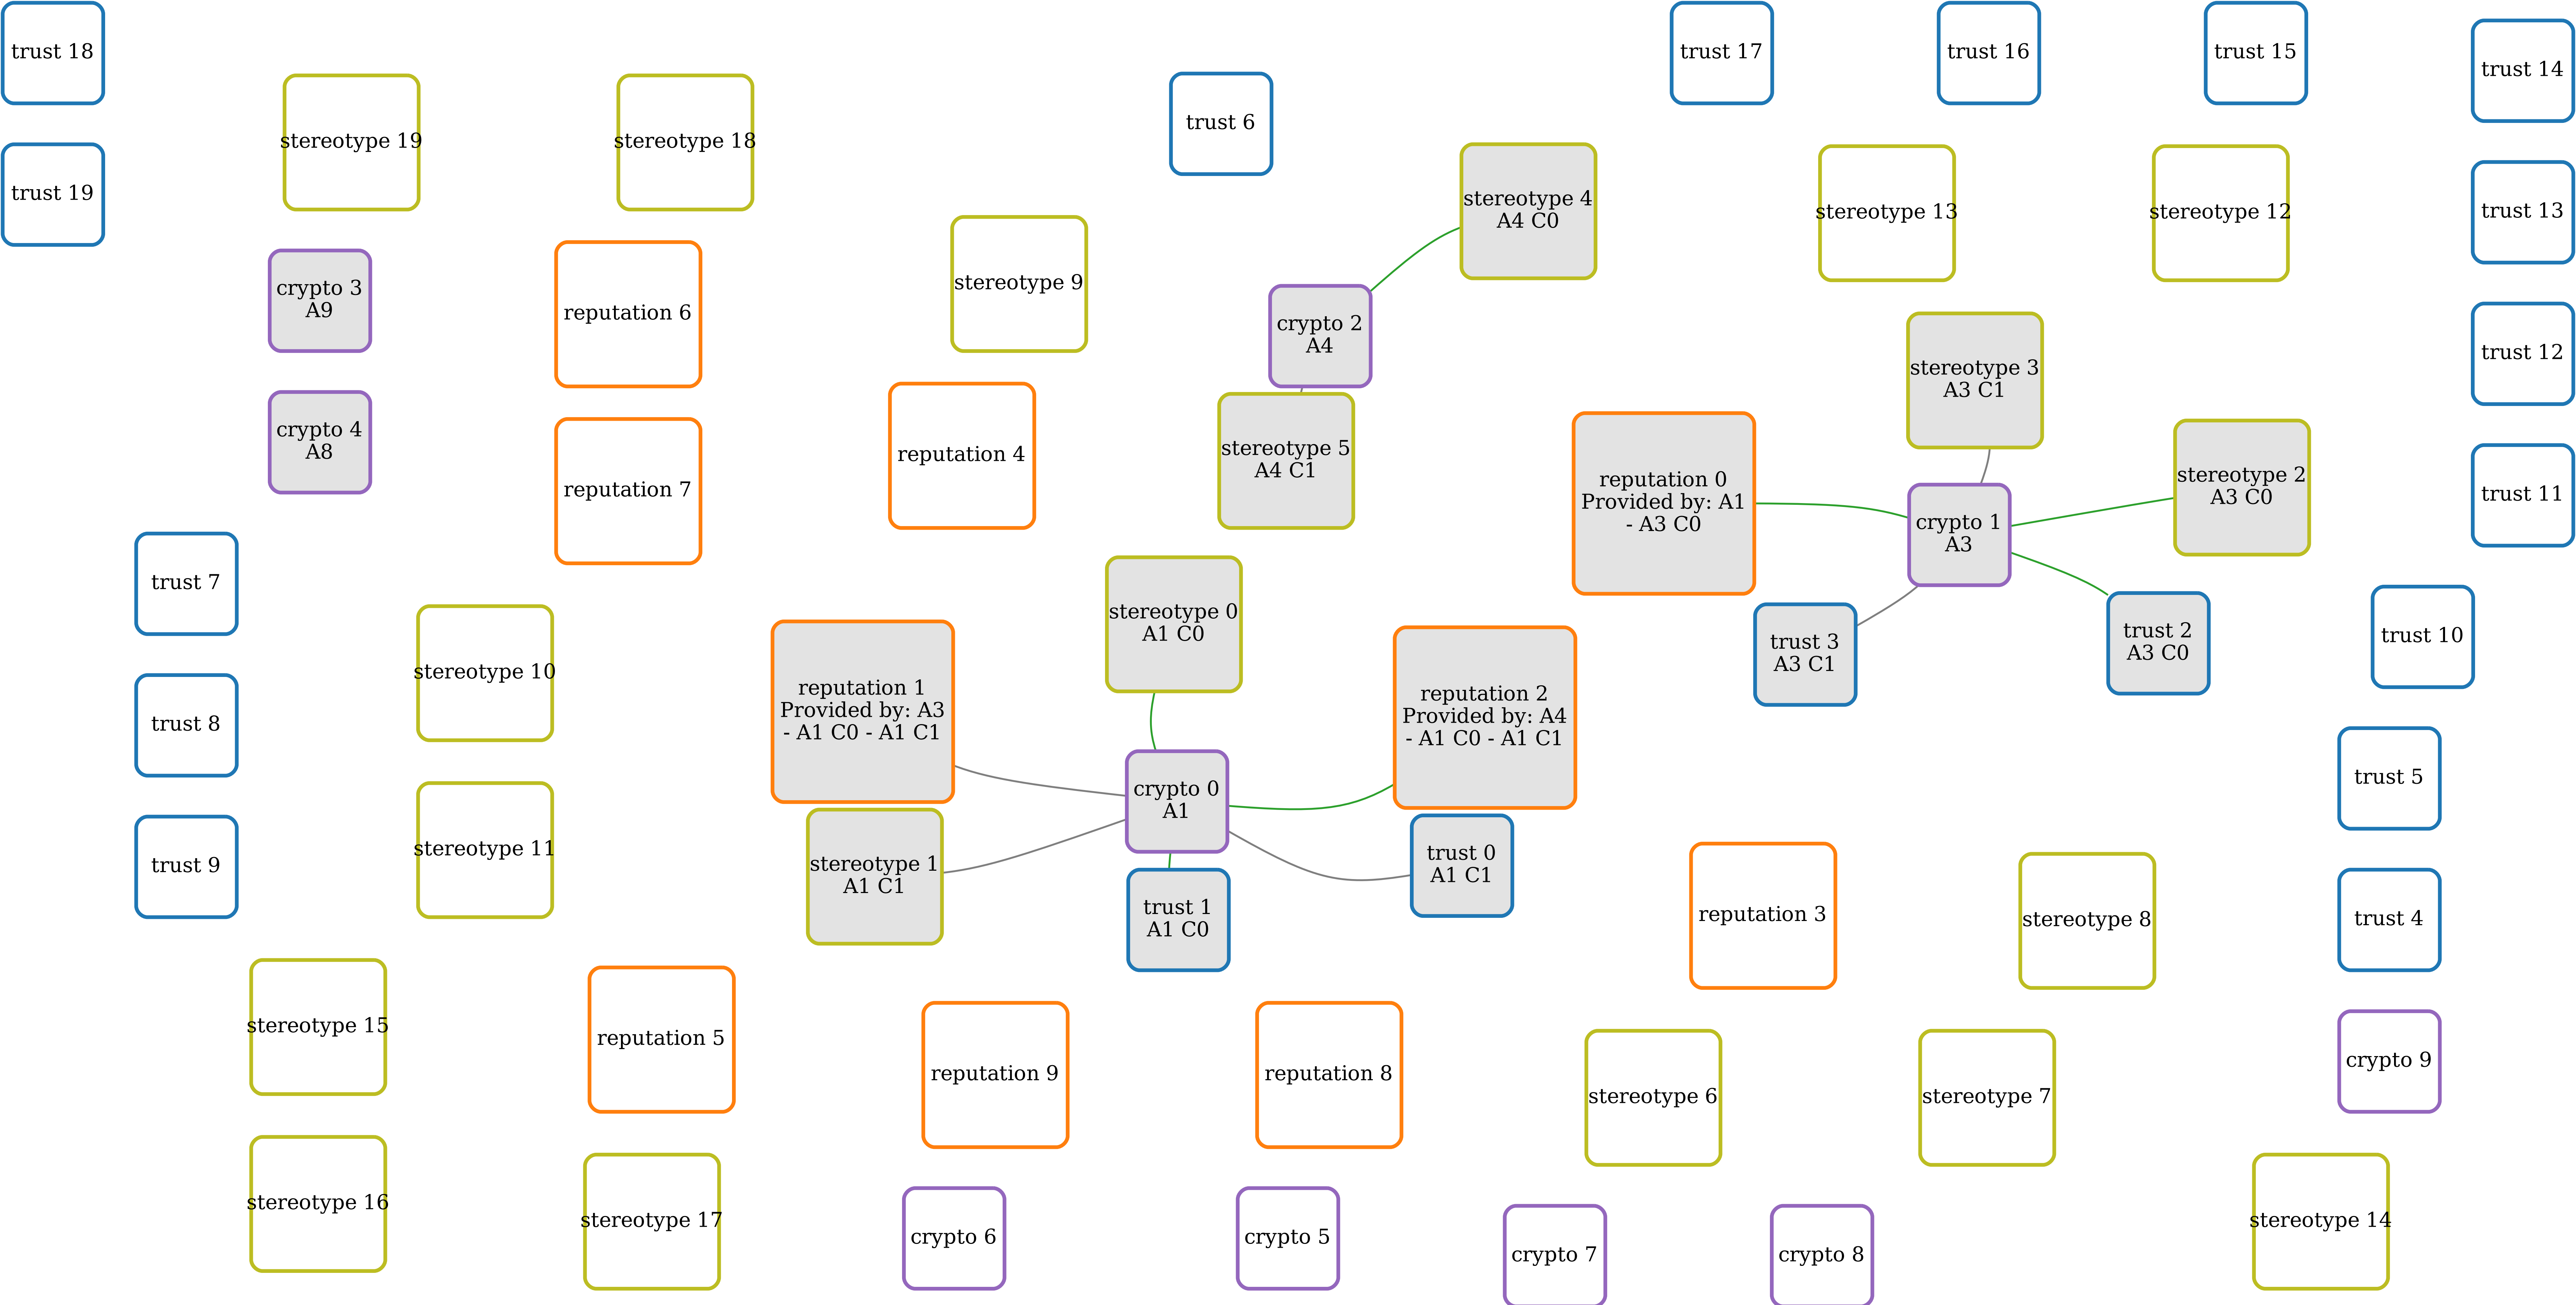 trust 18
trust 17
trust 16
trust 15
trust 14
trust 6
stereotype 19
stereotype 18
trust 19
stereotype 4
A4 C0
stereotype 13
stereotype 12
trust 13
stereotype 9
crypto 3
A9
reputation 6
crypto 2
A4
trust 12
stereotype 3
A3 C1
crypto 4
A8
reputation 4
stereotype 5
A4 C1
reputation 7
reputation 0
Provided by: A1
- A3 C0
stereotype 2
A3 C0
trust 11
crypto 1
A3
trust 7
stereotype 0
A1 C0
trust 3
A3 C1
trust 2
A3 C0
trust 10
stereotype 10
reputation 1
Provided by: A3
- A1 C0 - A1 C1
reputation 2
Provided by: A4
- A1 C0 - A1 C1
trust 8
crypto 0
A1
trust 5
stereotype 11
trust 9
stereotype 1
A1 C1
trust 0
A1 C1
trust 1
A1 C0
reputation 3
stereotype 8
trust 4
stereotype 15
reputation 5
reputation 9
reputation 8
stereotype 6
stereotype 7
crypto 9
stereotype 16
stereotype 17
crypto 6
crypto 5
crypto 7
crypto 8
stereotype 14